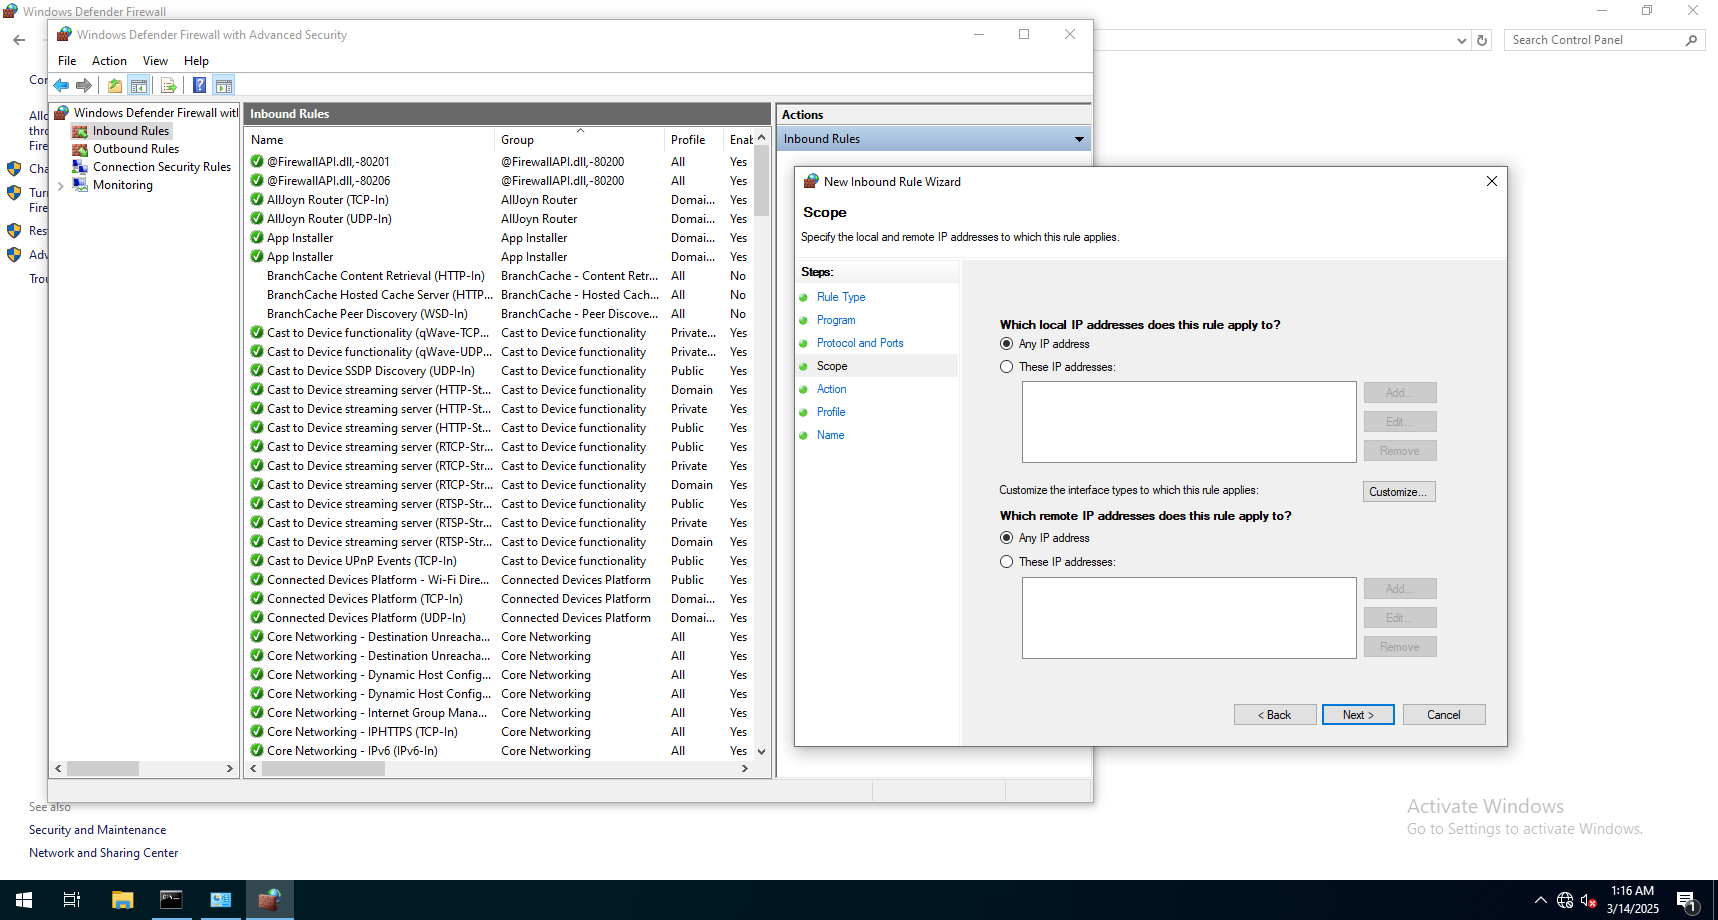 Windows Defender Firewall
Search Control Panel
Windows Defender Firewall with Advanced Security
File Action View Help
Windows Defender Firewall wit
Inbound Rules
Outbound Rules
Connection Security Rules
Monitoring
Inbound Rules
Name Group Profile Enab
@FirewallAPI.dll,-80201 @FirewallAPI.dll,-80200 All Yes
@FirewallAPI.dll,-80206 @FirewallAPI.dll,-80200 All Yes
AllJoyn Router (TCP-In) AllJoyn Router Domai... Yes
AllJoyn Router (UDP-In) AllJoyn Router Domai... Yes
App Installer App Installer Domai... Yes
App Installer App Installer Domai... Yes
BranchCache Content Retrieval (HTTP-In) BranchCache - Content Retr... All No
BranchCache Hosted Cache Server (HTTP... BranchCache - Hosted Cach... All No
BranchCache Peer Discovery (WSD-In) BranchCache - Peer Discove... All No
Cast to Device functionality (qWave-TCP... Cast to Device functionality Private... Yes
Cast to Device functionality (qWave-UDP... Cast to Device functionality Private... Yes
Cast to Device SSDP Discovery (UDP-In) Cast to Device functionality Public Yes
Cast to Device streaming server (HTTP-St... Cast to Device functionality Domain Yes
Cast to Device streaming server (HTTP-St... Cast to Device functionality Private Yes
Cast to Device streaming server (HTTP-St... Cast to Device functionality Public Yes
Cast to Device streaming server (RTCP-Str... Cast to Device functionality Public Yes
Cast to Device streaming server (RTCP-Str... Cast to Device functionality Private Yes
Cast to Device streaming server (RTCP-Str... Cast to Device functionality Domain Yes
Cast to Device streaming server (RTSP-Str... Cast to Device functionality Public Yes
Cast to Device streaming server (RTSP-Str... Cast to Device functionality Private Yes
Cast to Device streaming server (RTSP-Str... Cast to Device functionality Domain Yes
Cast to Device UPnP Events (TCP-In) Cast to Device functionality Public Yes
Connected Devices Platform - Wi-Fi Dire... Connected Devices Platform Public Yes
Connected Devices Platform (TCP-In) Connected Devices Platform Domai... Yes
Connected Devices Platform (UDP-In) Connected Devices Platform Domai... Yes
Core Networking - Destination Unreacha... Core Networking All Yes
Core Networking - Destination Unreacha... Core Networking All Yes
Core Networking - Dynamic Host Config... Core Networking All Yes
Core Networking - Dynamic Host Config... Core Networking All Yes
Core Networking - Internet Group Mana... Core Networking All Yes
Core Networking - IPHTTPS (TCP-In) Core Networking All Yes
Core Networking - IPv6 (IPv6-In) Core Networking All Yes
Actions
Inbound Rules
New Inbound Rule Wizard
Scope
Specify the local and remote IP addresses to which this rule applies.
Steps:
Rule Type
Program
Protocol and Ports
Scope
Action
Profile
Name
Which local IP addresses does this rule apply to?
Any IP address
These IP addresses:
Add...
Edit...
Remove
Customize the interface types to which this rule applies:
Customize...
Which remote IP addresses does this rule apply to?
Any IP address
These IP addresses:
Add...
Edit...
Remove
< Back Next > Cancel
Con
Allo
thro
Fire
Cha
Turn
Fire
Res
Adv
Trou
See also
Security and Maintenance
Network and Sharing Center
Activate Windows
Go to Settings to activate Windows.
1:16 AM
3/14/2025
1